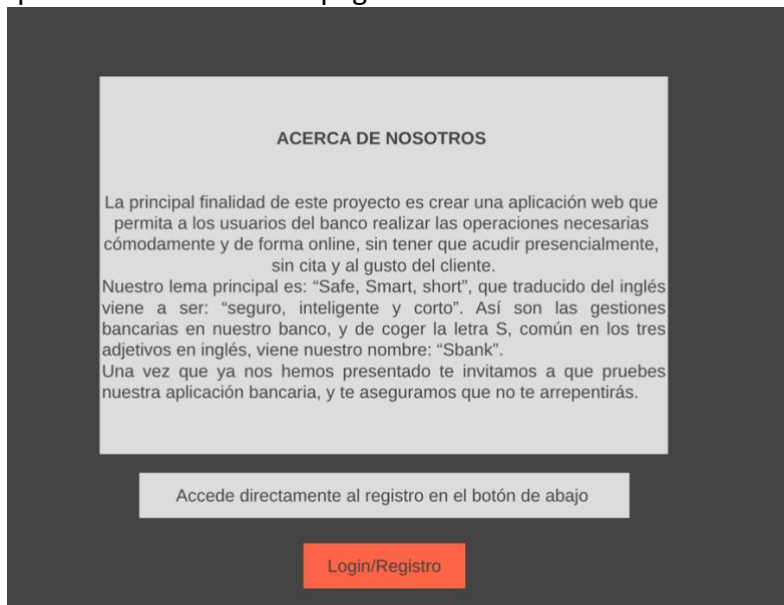 ACERCA DE NOSOTROS
La principal finalidad de este proyecto es crear una aplicación web que
permita a los usuarios del banco realizar las operaciones necesarias
cómodamente y de forma online, sin tener que acudir presencialmente,
sin cita y al gusto del cliente.
Nuestro lema principal es: “Safe, Smart, short”, que traducido del inglés
viene a ser: “seguro, inteligente y corto”. Así son las gestiones
bancarias en nuestro banco, y de coger la letra S, común en los tres
adjetivos en inglés, viene nuestro nombre: “Sbank”.
Una vez que ya nos hemos presentado te invitamos a que pruebes
nuestra aplicación bancaria, y te aseguramos que no te arrepentirás.
Accede directamente al registro en el botón de abajo
Login/Registro